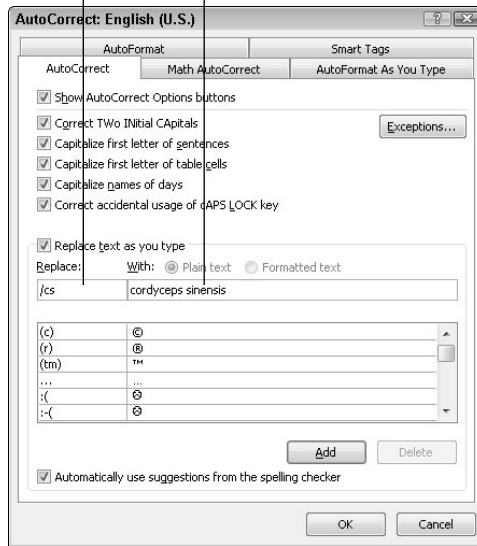 AutoCorrect: English (U.S.)
AutoFormat Smart Tags
AutoCorrect Math AutoCorrect AutoFormat As You Type
Show AutoCorrect Options buttons
Correct TWo INitial CApitals Exceptions...
Capitalize first letter of sentences
Capitalize first letter of table cells
Capitalize names of days
Correct accidental usage of cAPS LOCK key
Replace text as you type
Replace: With: Plain text Formatted text
/cs cordyceps sinensis
(c) ©
(r) ®
(tm) ™
... ...
:( ☹
:-( ☹
Add Delete
Automatically use suggestions from the spelling checker
OK Cancel